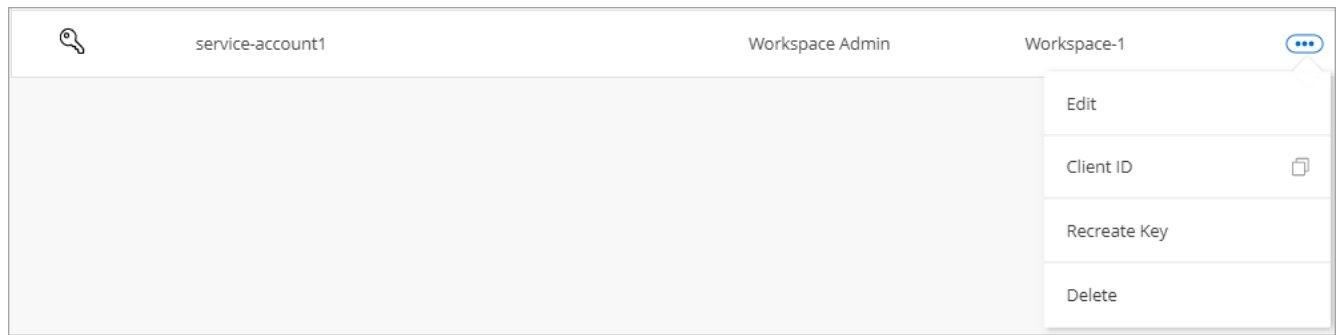 service-account1 Workspace Admin Workspace-1
Edit
Client ID
Recreate Key
Delete